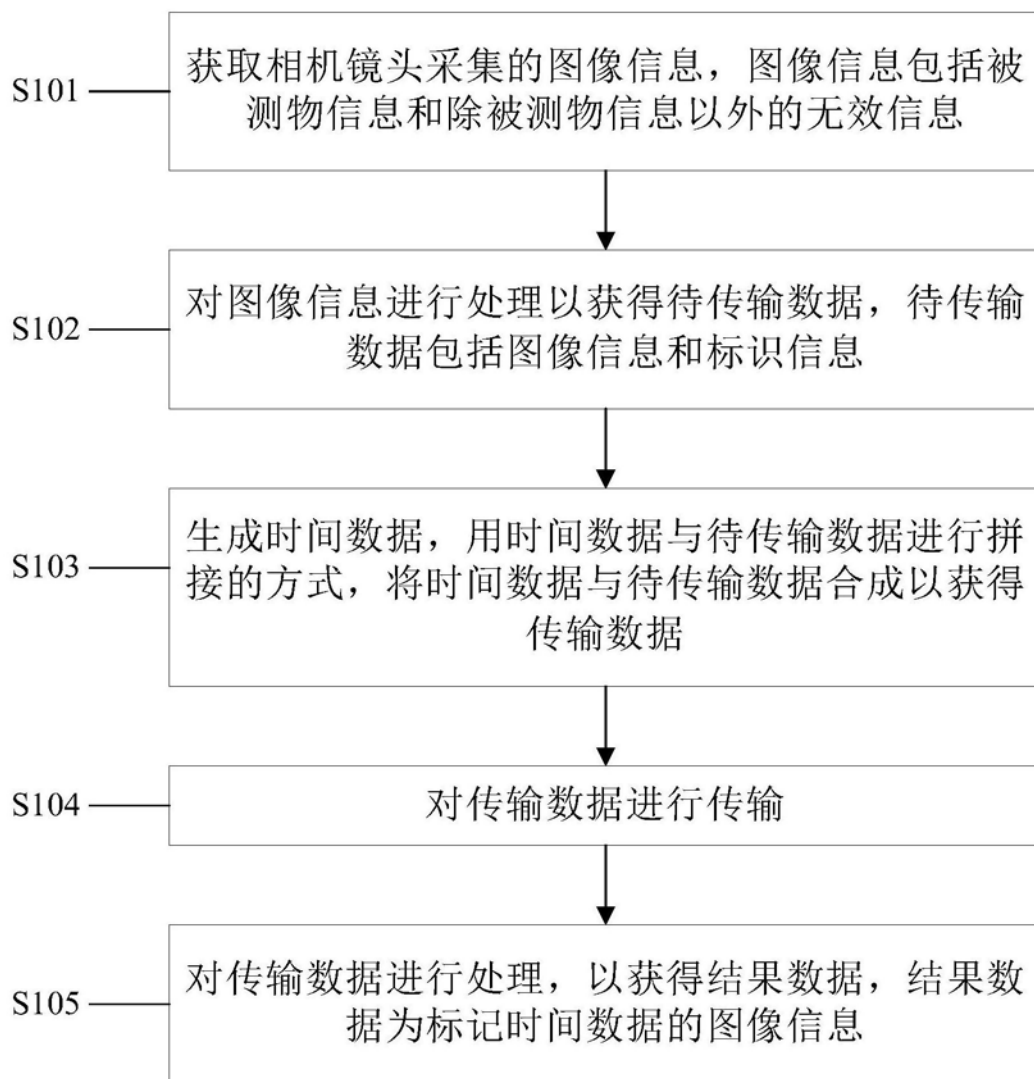 S101
获取相机镜头采集的图像信息，图像信息包括被
测物信息和除被测物信息以外的无效信息
S102
对图像信息进行处理以获得待传输数据，待传输
数据包括图像信息和标识信息
S103
生成时间数据，用时间数据与待传输数据进行拼
接的方式，将时间数据与待传输数据合成以获得
传输数据
S104
对传输数据进行传输
S105
对传输数据进行处理，以获得结果数据，结果数
据为标记时间数据的图像信息